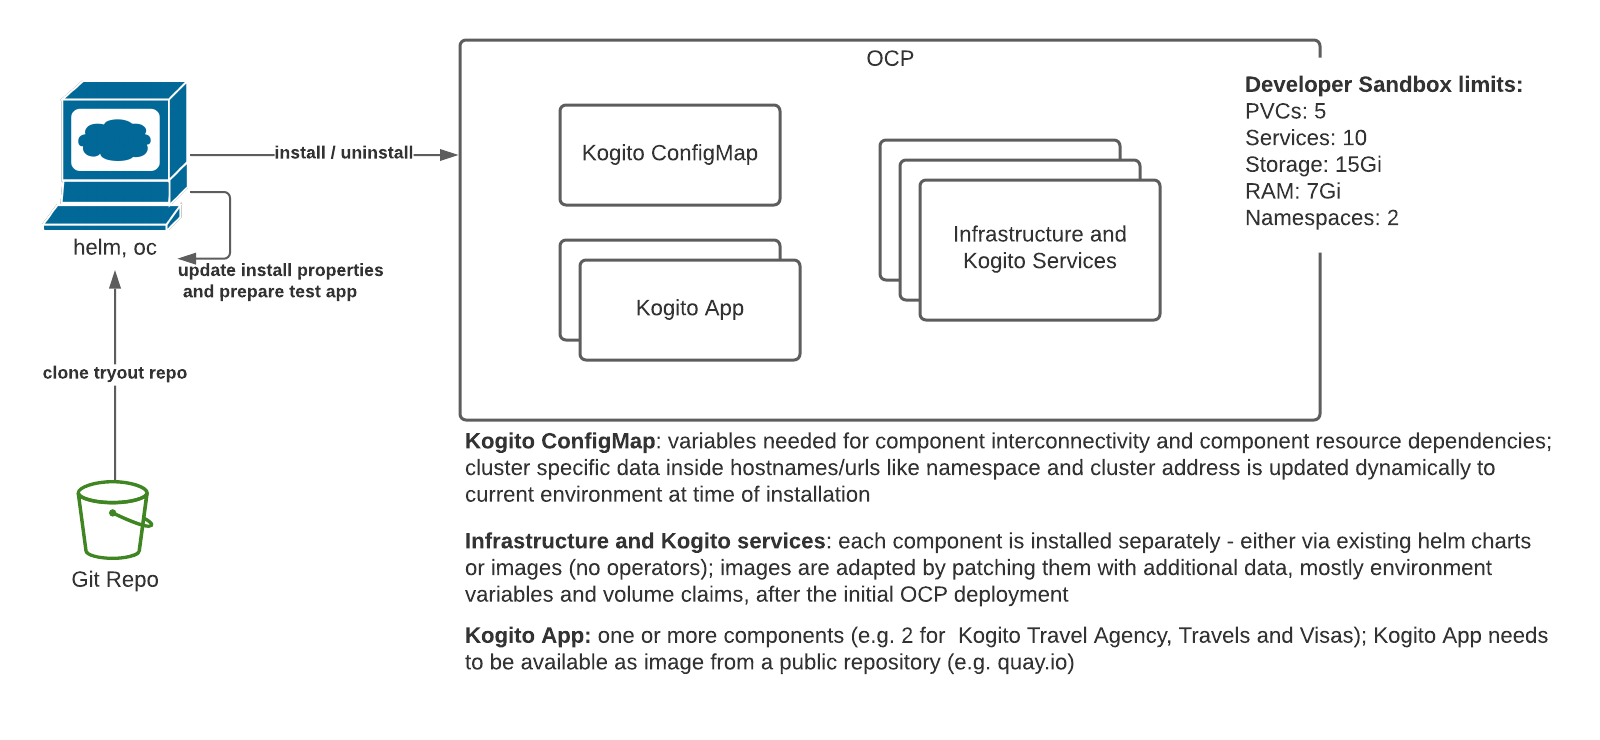 OCP
Developer Sandbox limits:
PVCs: 5
Services: 10
Storage: 15Gi
RAM: 7Gi
Namespaces: 2
install / uninstall
Kogito ConfigMap
Infrastructure and
Kogito Services
helm, oc
update install properties
and prepare test app
Kogito App
clone tryout repo
Git Repo
Kogito ConfigMap: variables needed for component interconnectivity and component resource dependencies;
cluster specific data inside hostnames/urls like namespace and cluster address is updated dynamically to
current environment at time of installation
Infrastructure and Kogito services: each component is installed separately - either via existing helm charts
or images (no operators); images are adapted by patching them with additional data, mostly environment
variables and volume claims, after the initial OCP deployment
Kogito App: one or more components (e.g. 2 for  Kogito Travel Agency, Travels and Visas); Kogito App needs
to be available as image from a public repository (e.g. quay.io)